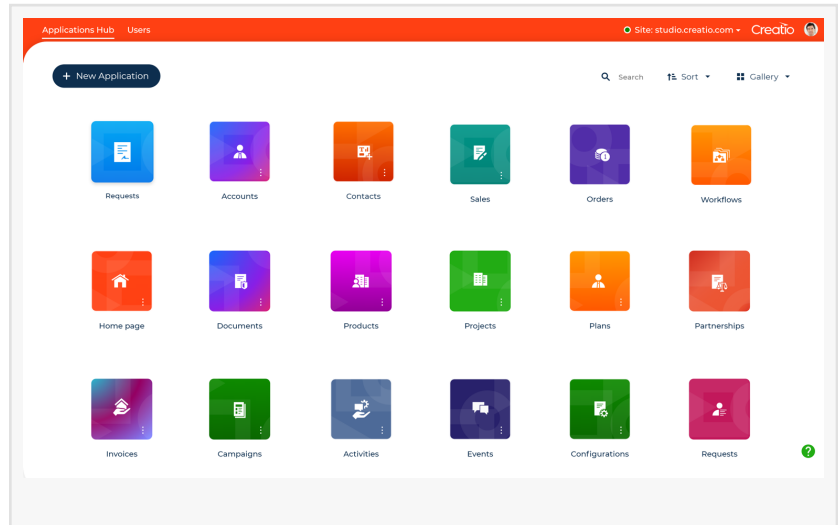 Applications Hub Users Site: studio.creatio.com Creatio
+ New Application Search Sort Gallery
Requests Accounts Contacts Sales Orders Workflows
Home page Documents Products Projects Plans Partnerships
Invoices Campaigns Activities Events Configurations Requests
?